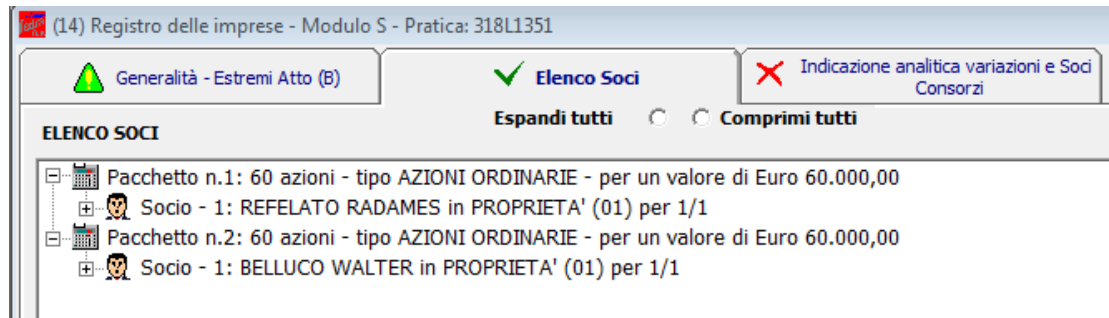 (14) Registro delle imprese - Modulo S - Pratica: 318L1351
Generalità - Estremi Atto (B)
Elenco Soci
Indicazione analitica variazioni e Soci
Consorzi
Espandi tutti Comprimi tutti
ELENCO SOCI
Pacchetto n.1: 60 azioni - tipo AZIONI ORDINARIE - per un valore di Euro 60.000,00
Socio - 1: REFELATO RADAMES in PROPRIETA' (01) per 1/1
Pacchetto n.2: 60 azioni - tipo AZIONI ORDINARIE - per un valore di Euro 60.000,00
Socio - 1: BELLUCO WALTER in PROPRIETA' (01) per 1/1